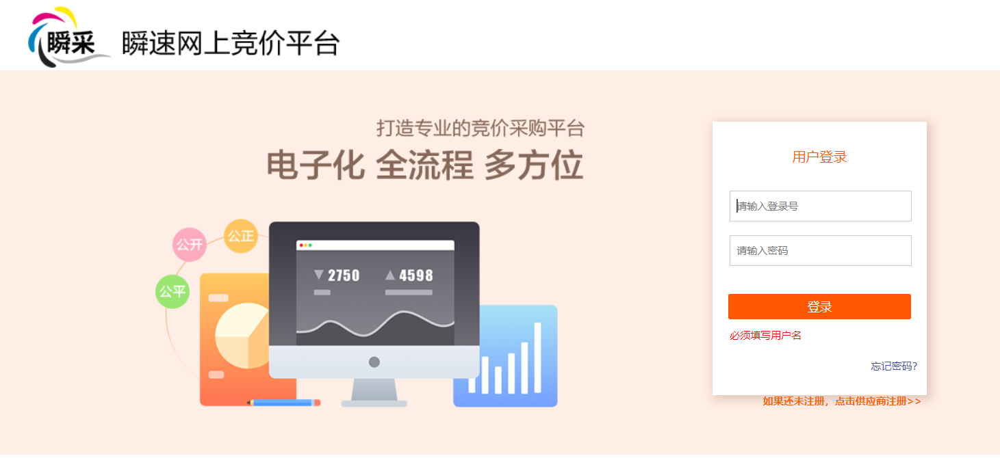 瞬采
瞬速网上竞价平台
打造专业的竞价采购平台
电子化 全流程 多方位
公开
公正
公平
▼2750
▲4598
用户登录
请输入登录号
请输入密码
登录
必须填写用户名
忘记密码?
如果还未注册，点击供应商注册>>